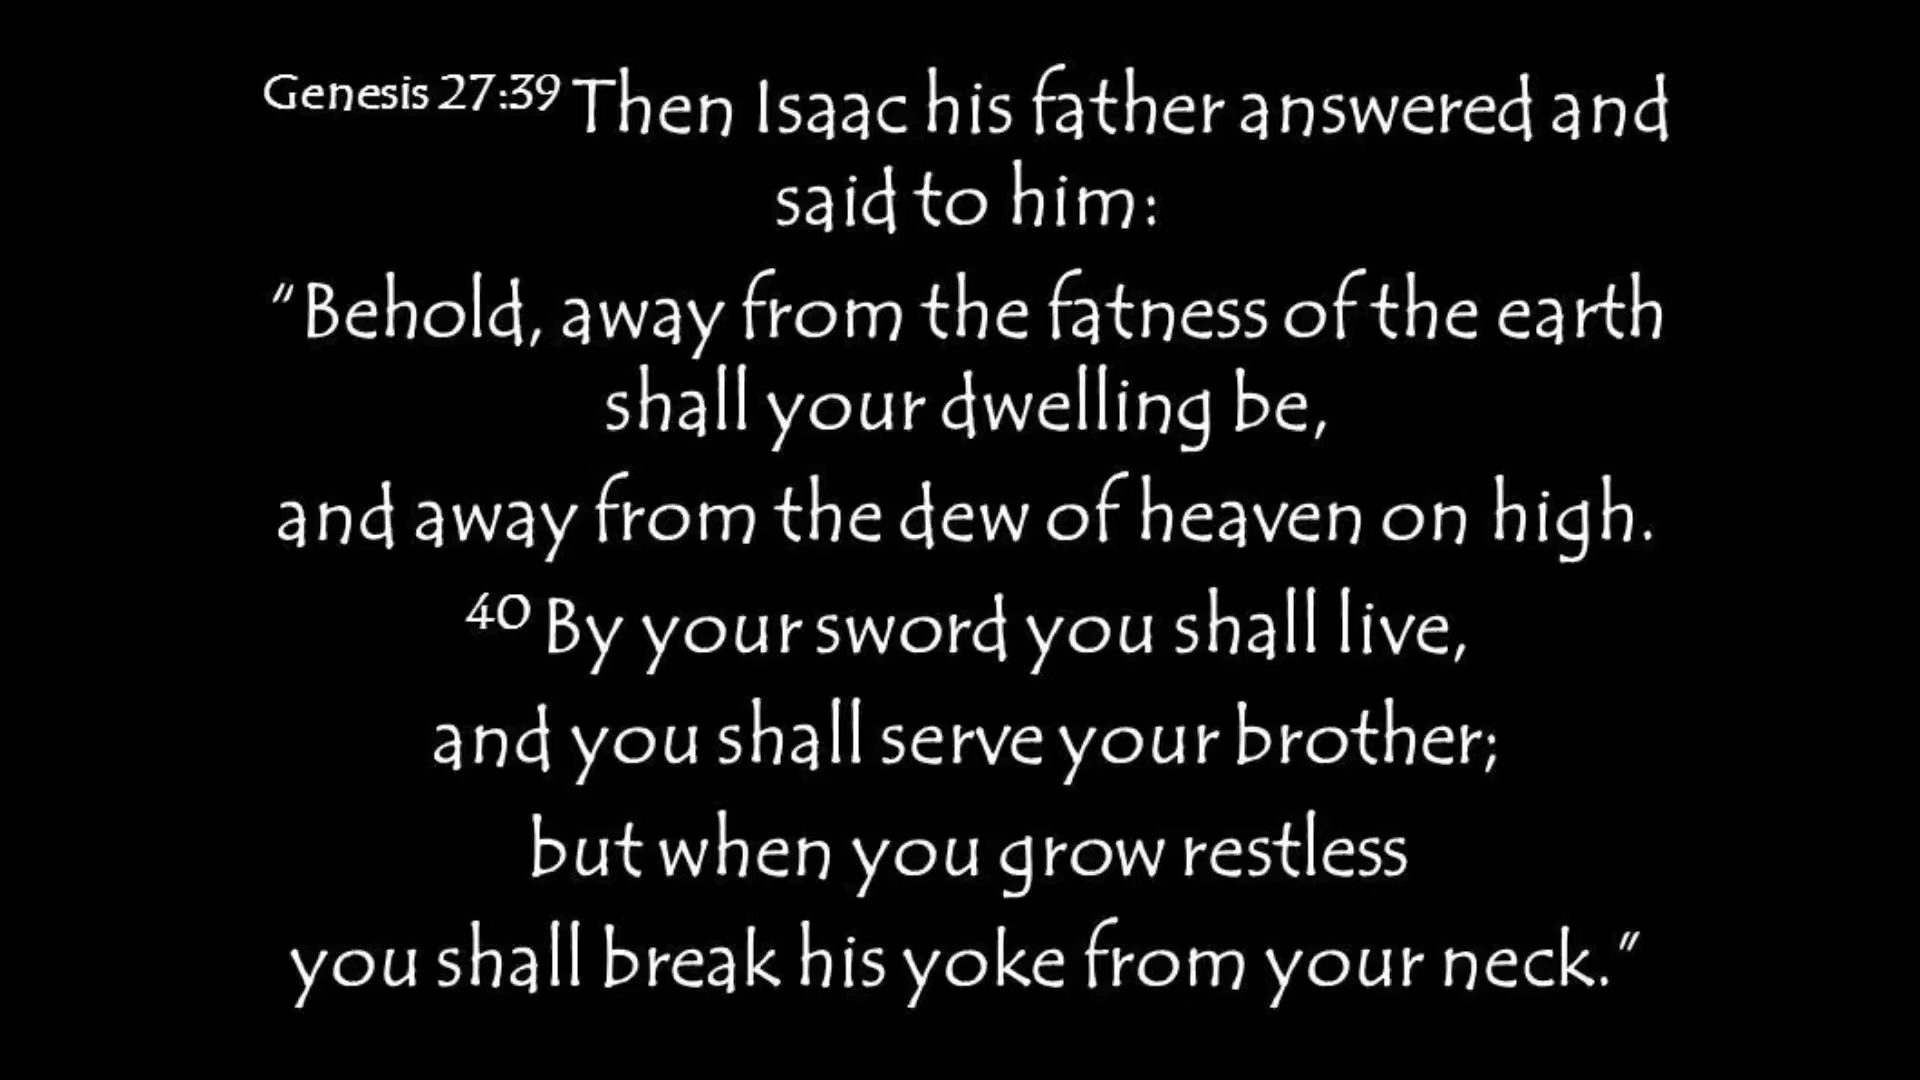 Genesis 27:39 Then Isaac his father answered and
said to him:
"Behold, away from the fatness of the earth
shall your dwelling be,
and away from the dew of heaven on high.
40 By your sword you shall live,
and you shall serve your brother;
but when you grow restless
you shall break his yoke from your neck."